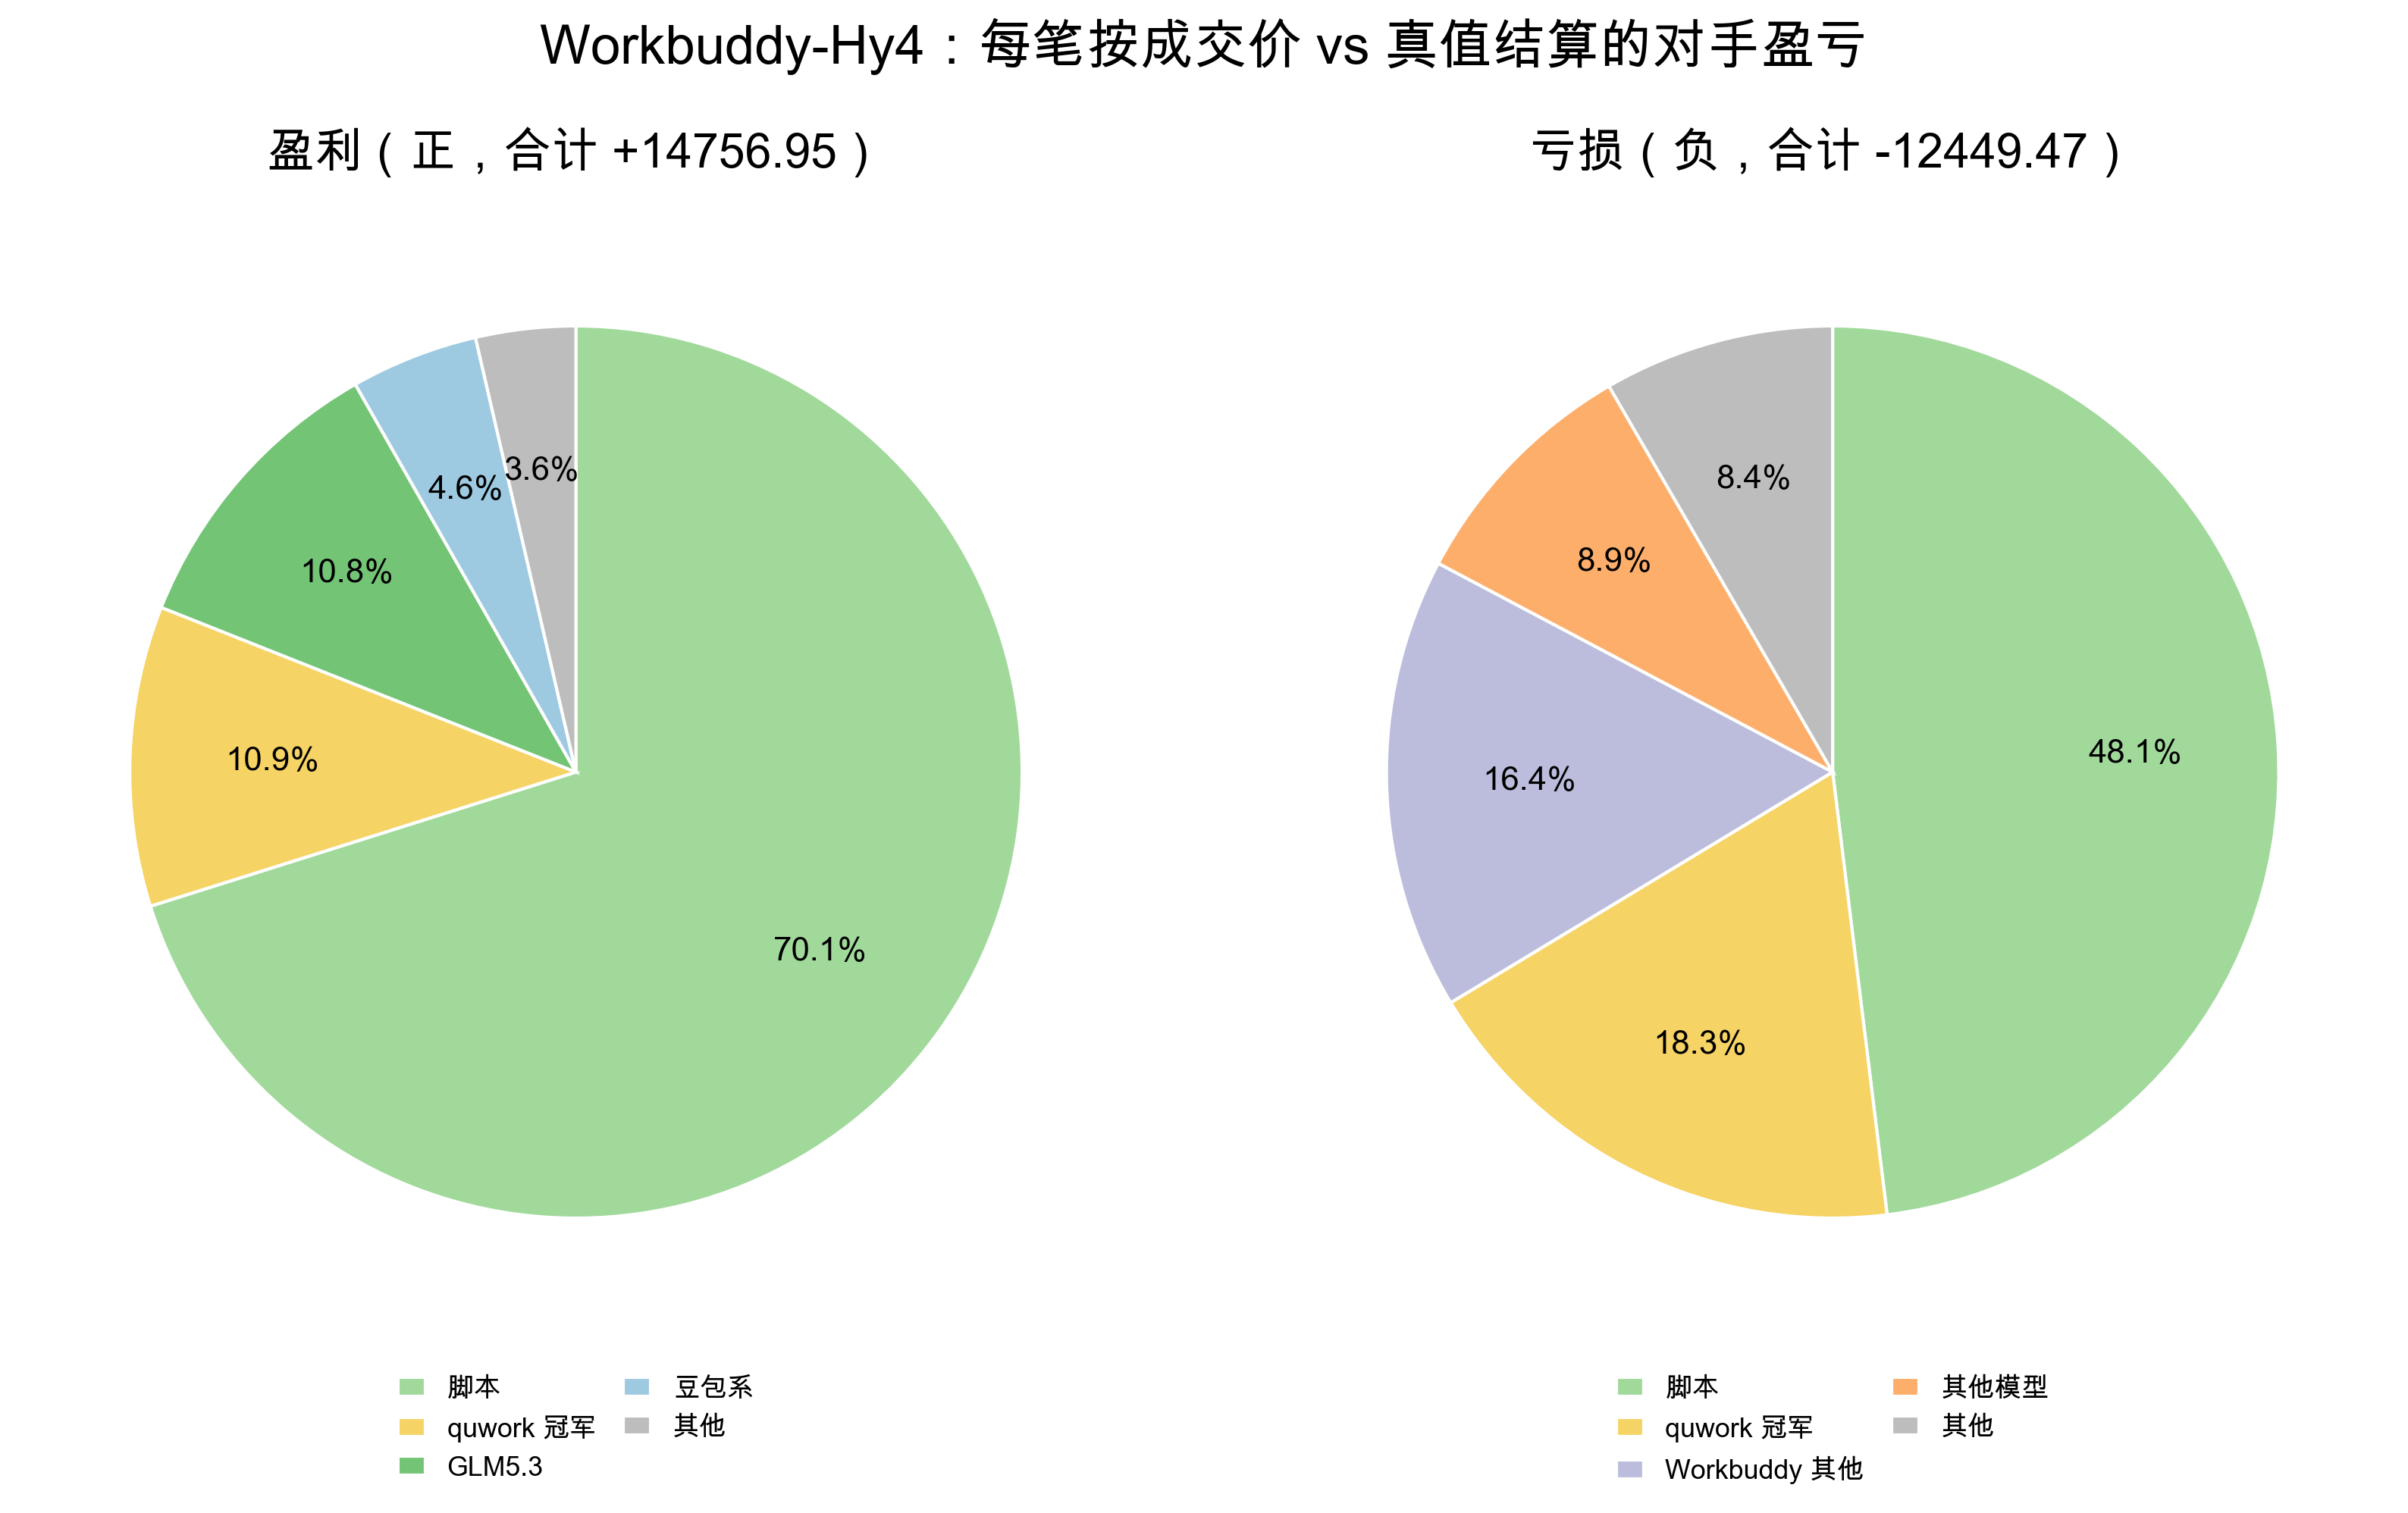 Workbuddy-Hy4：每笔按成交价 vs 真值结算的对手盈亏
盈利（正，合计 +14756.95）
3.6%
4.6%
10.8%
10.9%
70.1%
脚本
quwork 冠军
GLM5.3
豆包系
其他
亏损（负，合计 -12449.47）
8.4%
8.9%
48.1%
16.4%
18.3%
脚本
quwork 冠军
Workbuddy 其他
其他模型
其他